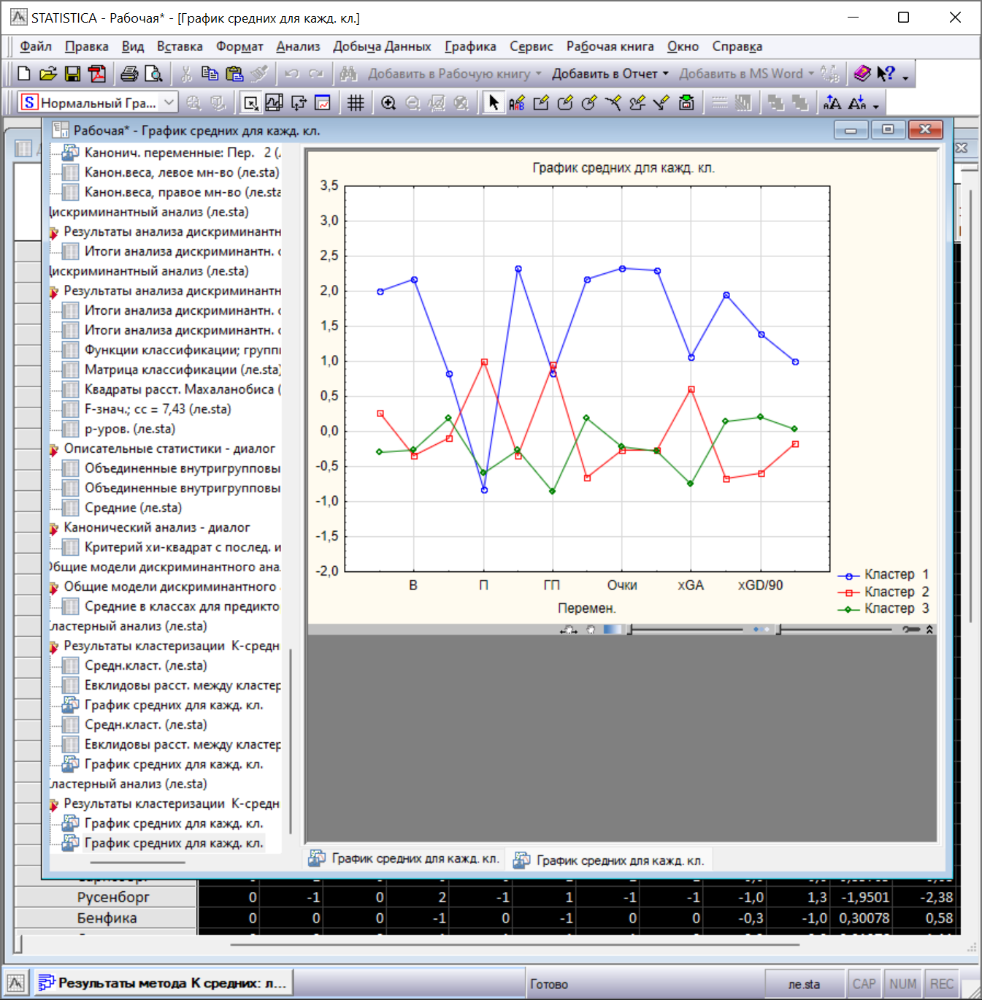 STATISTICA - Рабочая* - [График средних для кажд. кл.]
Файл Правка Вид Вставка Формат Анализ Добыча Данных Графика Сервис Рабочая книга Окно Справка
Добавить в Рабочую книгу Добавить в Отчет Добавить в MS Word
S Нормальный Гра...
Рабочая* - График средних для кажд. кл.
Канонич. переменные: Пер. 2
Канон.веса, левое мн-во (ле.sta)
Канон.веса, правое мн-во (ле.sta
Дискриминантный анализ (ле.sta)
Результаты анализа дискриминантн
Итоги анализа дискриминантн.
Дискриминантный анализ (ле.sta)
Результаты анализа дискриминантн
Итоги анализа дискриминантн.
Итоги анализа дискриминантн.
Функции классификации; групп
Матрица классификации (ле.sta)
Квадраты расст. Махаланобиса (
F-знач.; сс = 7,43 (ле.sta)
р-уров. (ле.sta)
Описательные статистики - диалог
Объединенные внутригрупповы
Объединенные внутригрупповы
Средние (ле.sta)
Канонический анализ - диалог
Критерий хи-квадрат с послед. и
Общие модели дискриминантного ана
Общие модели дискриминантного
Средние в классах для предикто
Кластерный анализ (ле.sta)
Результаты кластеризации К-средн
Средн.класт. (ле.sta)
Евклидовы расст. между кластер
График средних для кажд. кл.
Средн.класт. (ле.sta)
Евклидовы расст. между кластер
График средних для кажд. кл.
Кластерный анализ (ле.sta)
Результаты кластеризации К-средн
График средних для кажд. кл.
График средних для кажд. кл.
График средних для кажд. кл.
3,5
3,0
2,5
2,0
1,5
1,0
0,5
0,0
-0,5
-1,0
-1,5
-2,0
В П ГП Очки xGA xGD/90
Перемен.
Кластер 1
Кластер 2
Кластер 3
График средних для кажд. кл. График средних для кажд. кл.
Русенборг 0 -1 0 2 -1 1 -1 -1 -1,0 1,3 -1,9501 -2,38
Бенфика 0 0 0 -1 0 -1 0 0 -0,3 -1,0 0,30078 0,58
Результаты метода К средних: л... Готово ле.sta CAP NUM REC